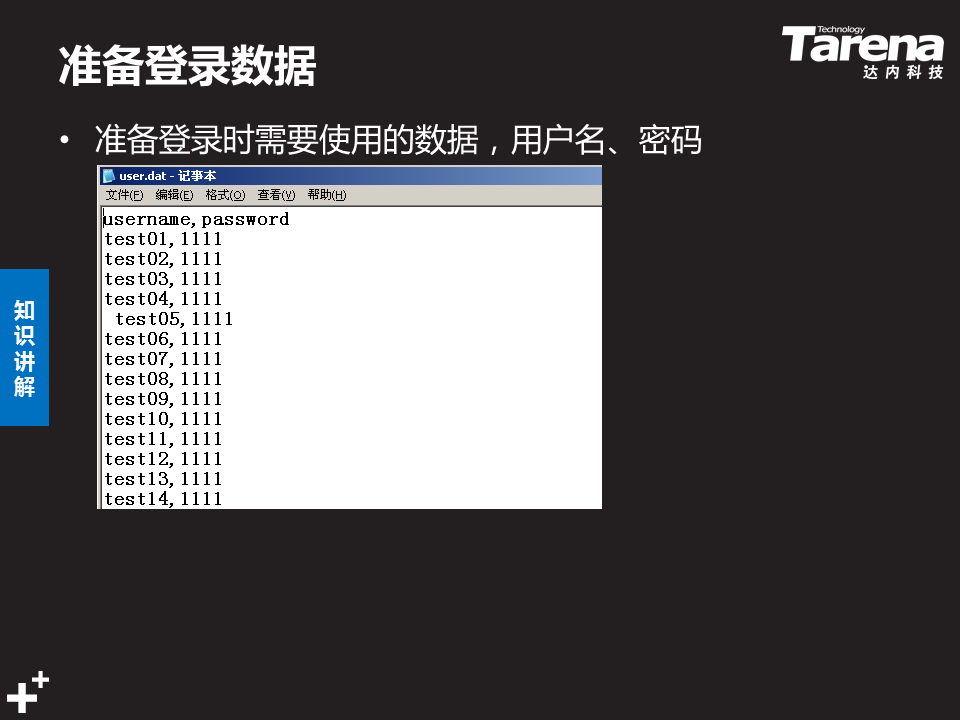 准备登录数据
Technology
Tarena
达内科技
• 准备登录时需要使用的数据，用户名、密码
user.dat - 记事本
文件(F) 编辑(E) 格式(O) 查看(V) 帮助(H)
username,password
test01,1111
test02,1111
test03,1111
test04,1111
 test05,1111
test06,1111
test07,1111
test08,1111
test09,1111
test10,1111
test11,1111
test12,1111
test13,1111
test14,1111
知识讲解